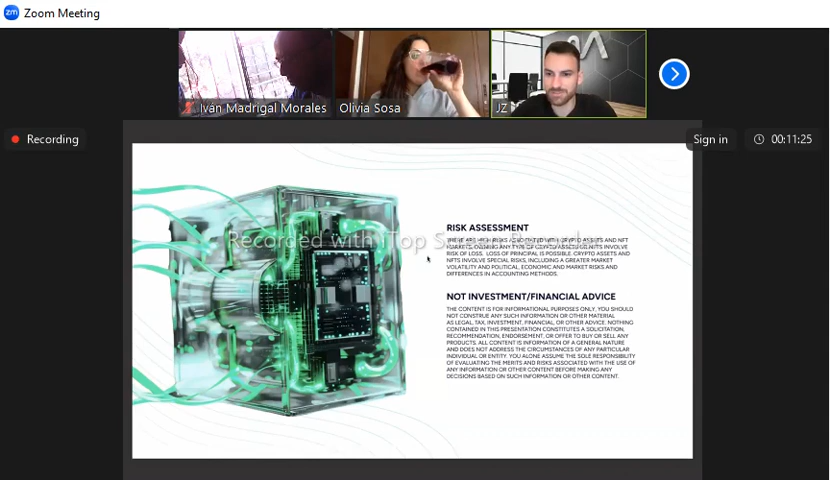 Zoom Meeting
Iván Madrigal Morales
Olivia Sosa
JZ
Recording
Sign in
00:11:25
RISK ASSESSMENT
THERE ARE HIGH RISKS ASSOCIATED WITH CRYPTO ASSETS AND NFT
MARKETS. OWNING ANY TYPE OF CRYPTO ASSETS OR NFTS INVOLVE
RISK OF LOSS. LOSS OF PRINCIPAL IS POSSIBLE. CRYPTO ASSETS AND
NFTS INVOLVE SPECIAL RISKS, INCLUDING A GREATER MARKET
VOLATILITY AND POLITICAL, ECONOMIC AND MARKET RISKS AND
DIFFERENCES IN ACCOUNTING METHODS.
Recorded with iTop Screen
NOT INVESTMENT/FINANCIAL ADVICE
THE CONTENT IS FOR INFORMATIONAL PURPOSES ONLY, YOU SHOULD
NOT CONSTRUE ANY SUCH INFORMATION OR OTHER MATERIAL
AS LEGAL, TAX, INVESTMENT, FINANCIAL, OR OTHER ADVICE. NOTHING
CONTAINED IN THIS PRESENTATION CONSTITUTES A SOLICITATION,
RECOMMENDATION, ENDORSEMENT, OR OFFER TO BUY OR SELL ANY
PRODUCTS. ALL CONTENT IS INFORMATION OF A GENERAL NATURE
AND DOES NOT ADDRESS THE CIRCUMSTANCES OF ANY PARTICULAR
INDIVIDUAL OR ENTITY. YOU ALONE ASSUME THE SOLE RESPONSIBILITY
OF EVALUATING THE MERITS AND RISKS ASSOCIATED WITH THE USE OF
ANY INFORMATION OR OTHER CONTENT BEFORE MAKING ANY
DECISIONS BASED ON SUCH INFORMATION OR OTHER CONTENT.